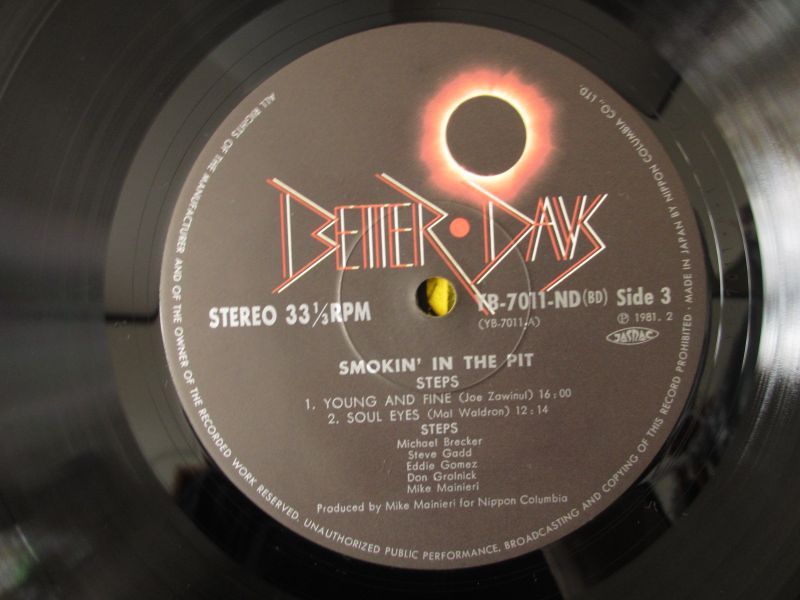 BETTER · DAYS
STEREO 33⅓RPM
YB-7011-ND(BD) Side 3
(YB-7011-A)
℗ 1981. 2
JASRAC
SMOKIN' IN THE PIT
STEPS
1. YOUNG AND FINE (Joe Zawinul) 16:00
2. SOUL EYES (Mal Waldron) 12:14
STEPS
Michael Brecker
Steve Gadd
Eddie Gomez
Don Grolnick
Mike Mainieri
Produced by Mike Mainieri for Nippon Columbia
ALL RIGHTS OF THE MANUFACTURER AND OF THE OWNER OF THE RECORDED WORK RESERVED. UNAUTHORIZED PUBLIC PERFORMANCE, BROADCASTING AND COPYING OF THIS RECORD PROHIBITED · MADE IN JAPAN BY NIPPON COLUMBIA CO., LTD.